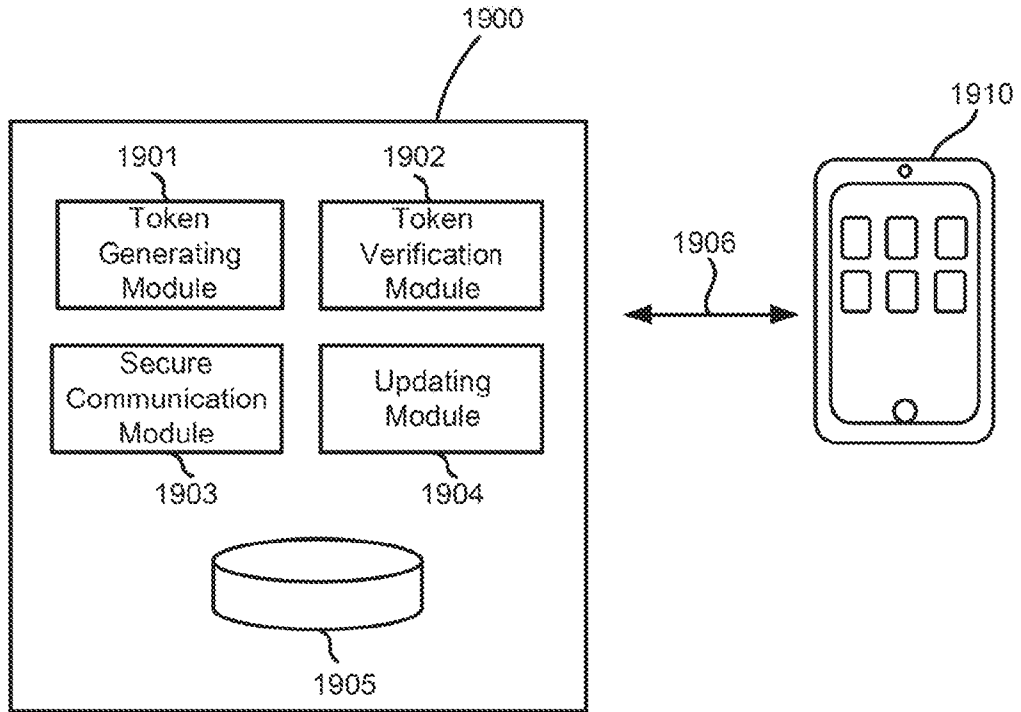 1900
1910
1901
1902
Token
Generating
Module
Token
Verification
Module
1906
Secure
Communication
Module
Updating
Module
1903
1904
1905